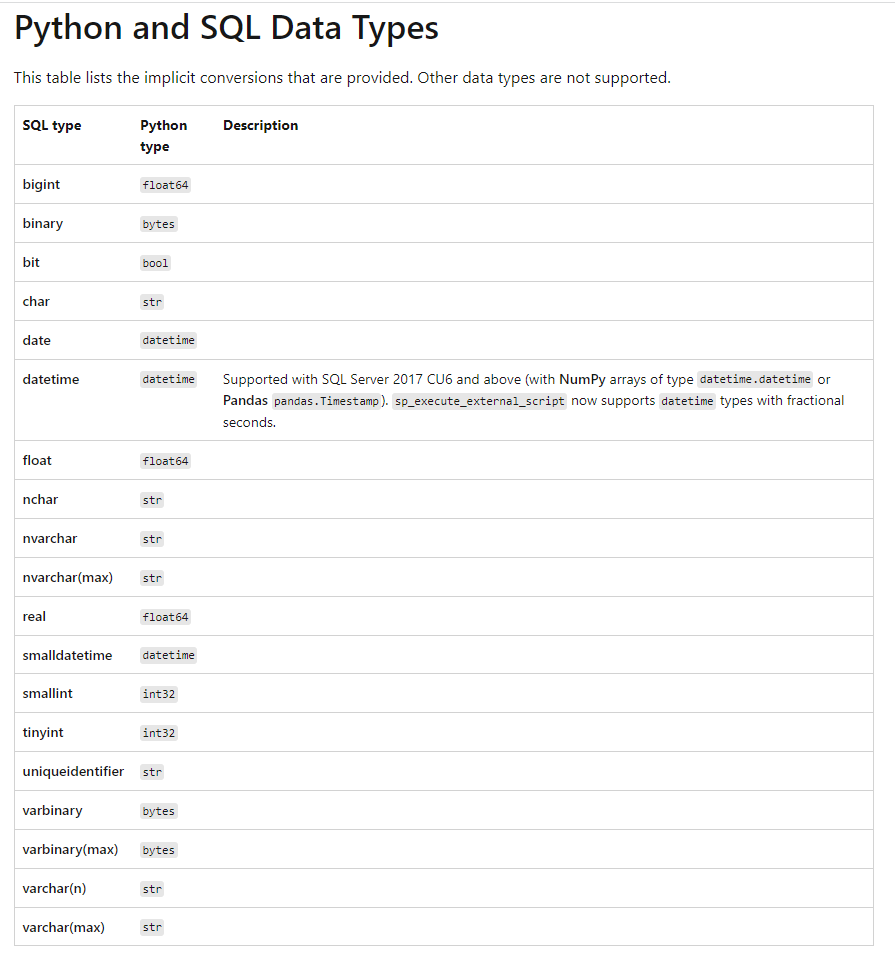 Python and SQL Data Types
This table lists the implicit conversions that are provided. Other data types are not supported.
SQL type Python type Description
bigint float64
binary bytes
bit bool
char str
date datetime
datetime datetime Supported with SQL Server 2017 CU6 and above (with NumPy arrays of type datetime.datetime or
Pandas pandas.Timestamp). sp_execute_external_script now supports datetime types with fractional
seconds.
float float64
nchar str
nvarchar str
nvarchar(max) str
real float64
smalldatetime datetime
smallint int32
tinyint int32
uniqueidentifier str
varbinary bytes
varbinary(max) bytes
varchar(n) str
varchar(max) str